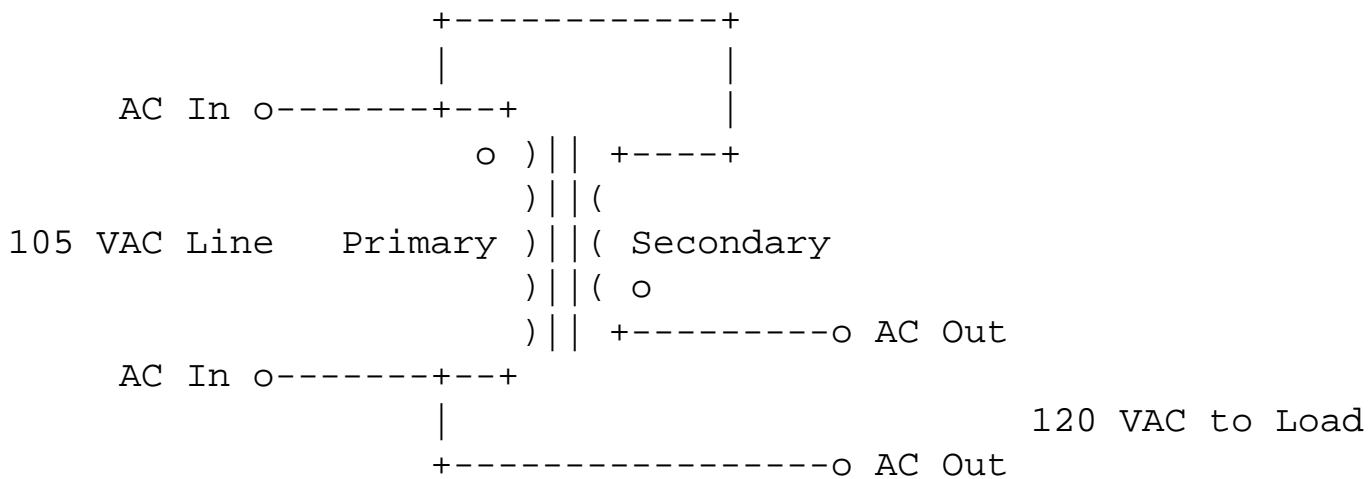 +-------------+
| |
AC In o-------+--+ |
o )|| +----+
)||(
105 VAC Line Primary )||( Secondary
)||( o
)|| +---------o AC Out
AC In o-------+--+
| 120 VAC to Load
+-----------------o AC Out